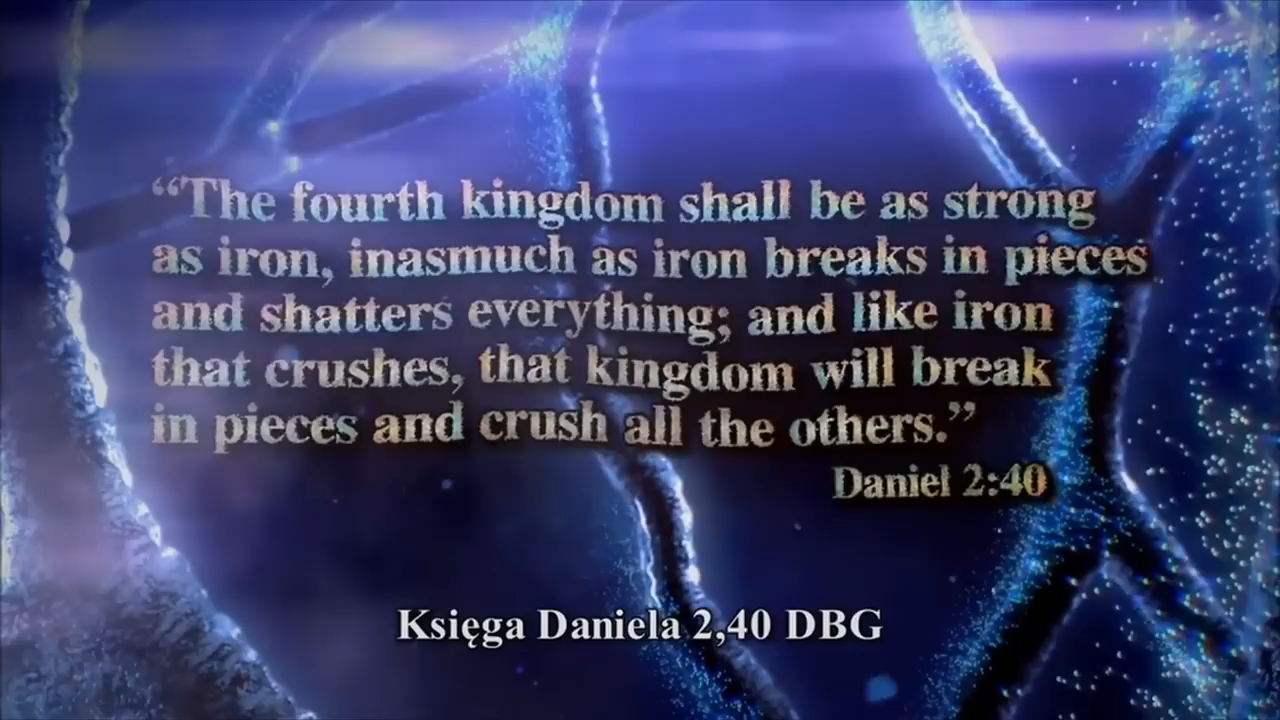 “The fourth kingdom shall be as strong
as iron, inasmuch as iron breaks in pieces
and shatters everything; and like iron
that crushes, that kingdom will break
in pieces and crush all the others.”
Daniel 2:40
Księga Daniela 2,40 DBG